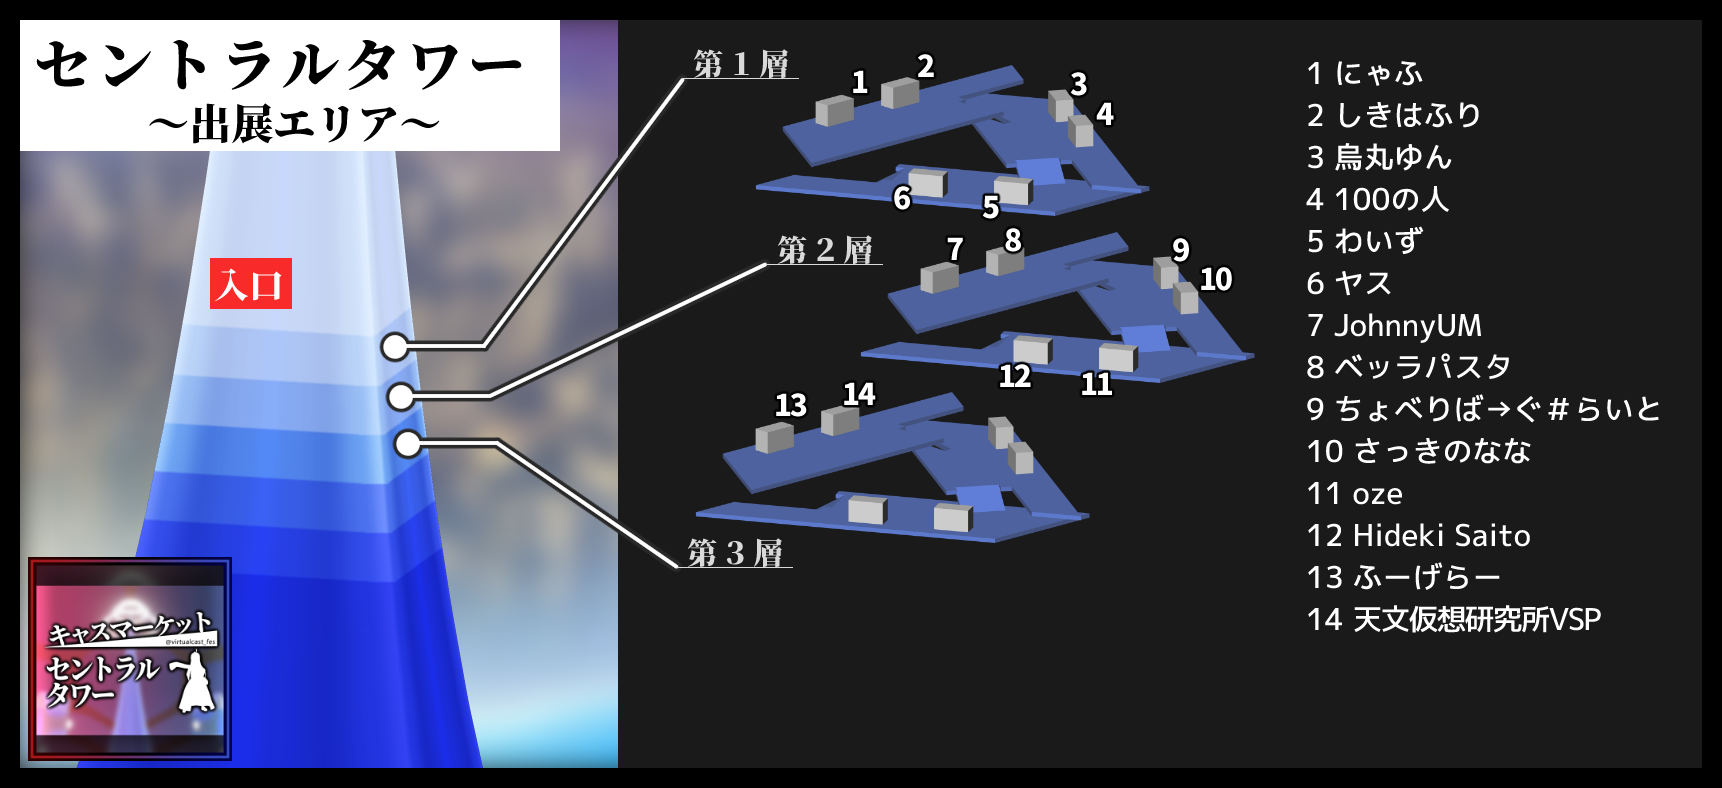 セントラルタワー
〜出展エリア〜
入口
第1層
1
2
3
4
5
6
第2層
7
8
9
10
11
12
第3層
13
14
1 にゃふ
2 しきはふり
3 烏丸ゆん
4 100の人
5 わいず
6 ヤス
7 JohnnyUM
8 ベッラパスタ
9 ちょべりば→ぐ＃らいと
10 さっきのなな
11 oze
12 Hideki Saito
13 ふーげらー
14 天文仮想研究所VSP
キャスマーケット
@virtualcast_fes
セントラル
タワー